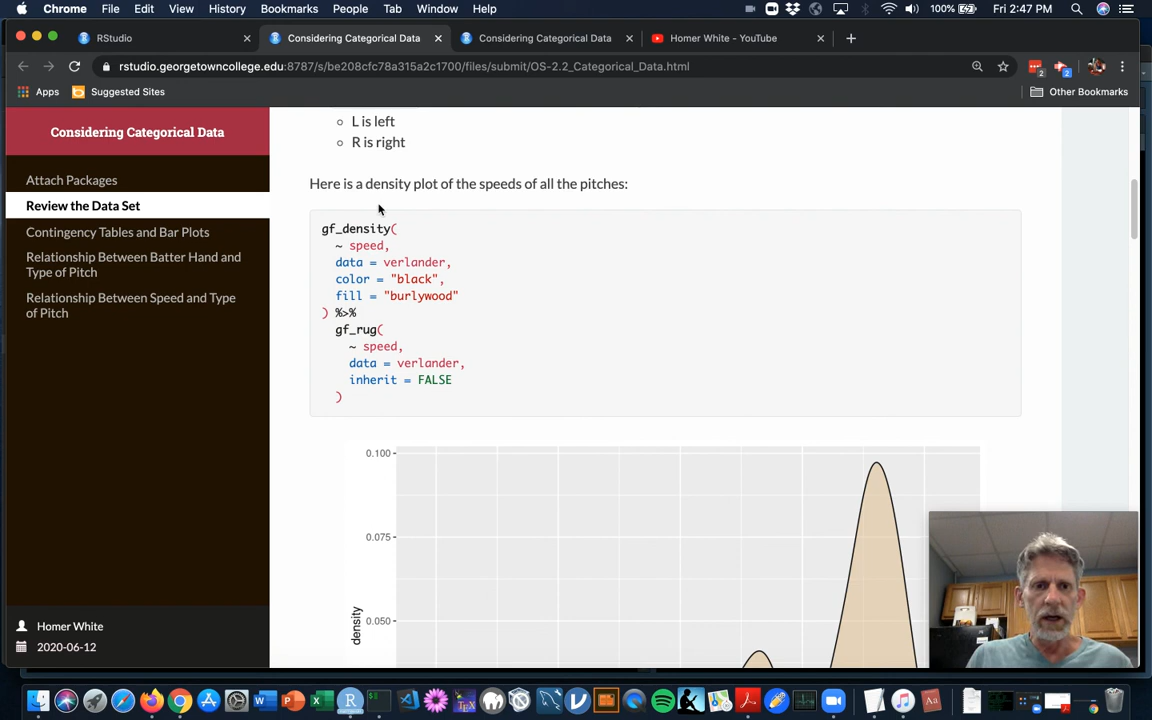 Chrome File Edit View History Bookmarks People Tab Window Help 100% Fri 2:47 PM
RStudio Considering Categorical Data Considering Categorical Data Homer White - YouTube
rstudio.georgetowncollege.edu:8787/s/be208cfc78a315a2c1700/files/submit/OS-2.2_Categorical_Data.html
Apps Suggested Sites Other Bookmarks
Considering Categorical Data
Attach Packages
Review the Data Set
Contingency Tables and Bar Plots
Relationship Between Batter Hand and
Type of Pitch
Relationship Between Speed and Type
of Pitch
Homer White
2020-06-12
L is left
R is right
Here is a density plot of the speeds of all the pitches:
gf_density(
~ speed,
data = verlander,
color = "black",
fill = "burlywood"
) %>%
gf_rug(
~ speed,
data = verlander,
inherit = FALSE
)
0.100
0.075
0.050
density